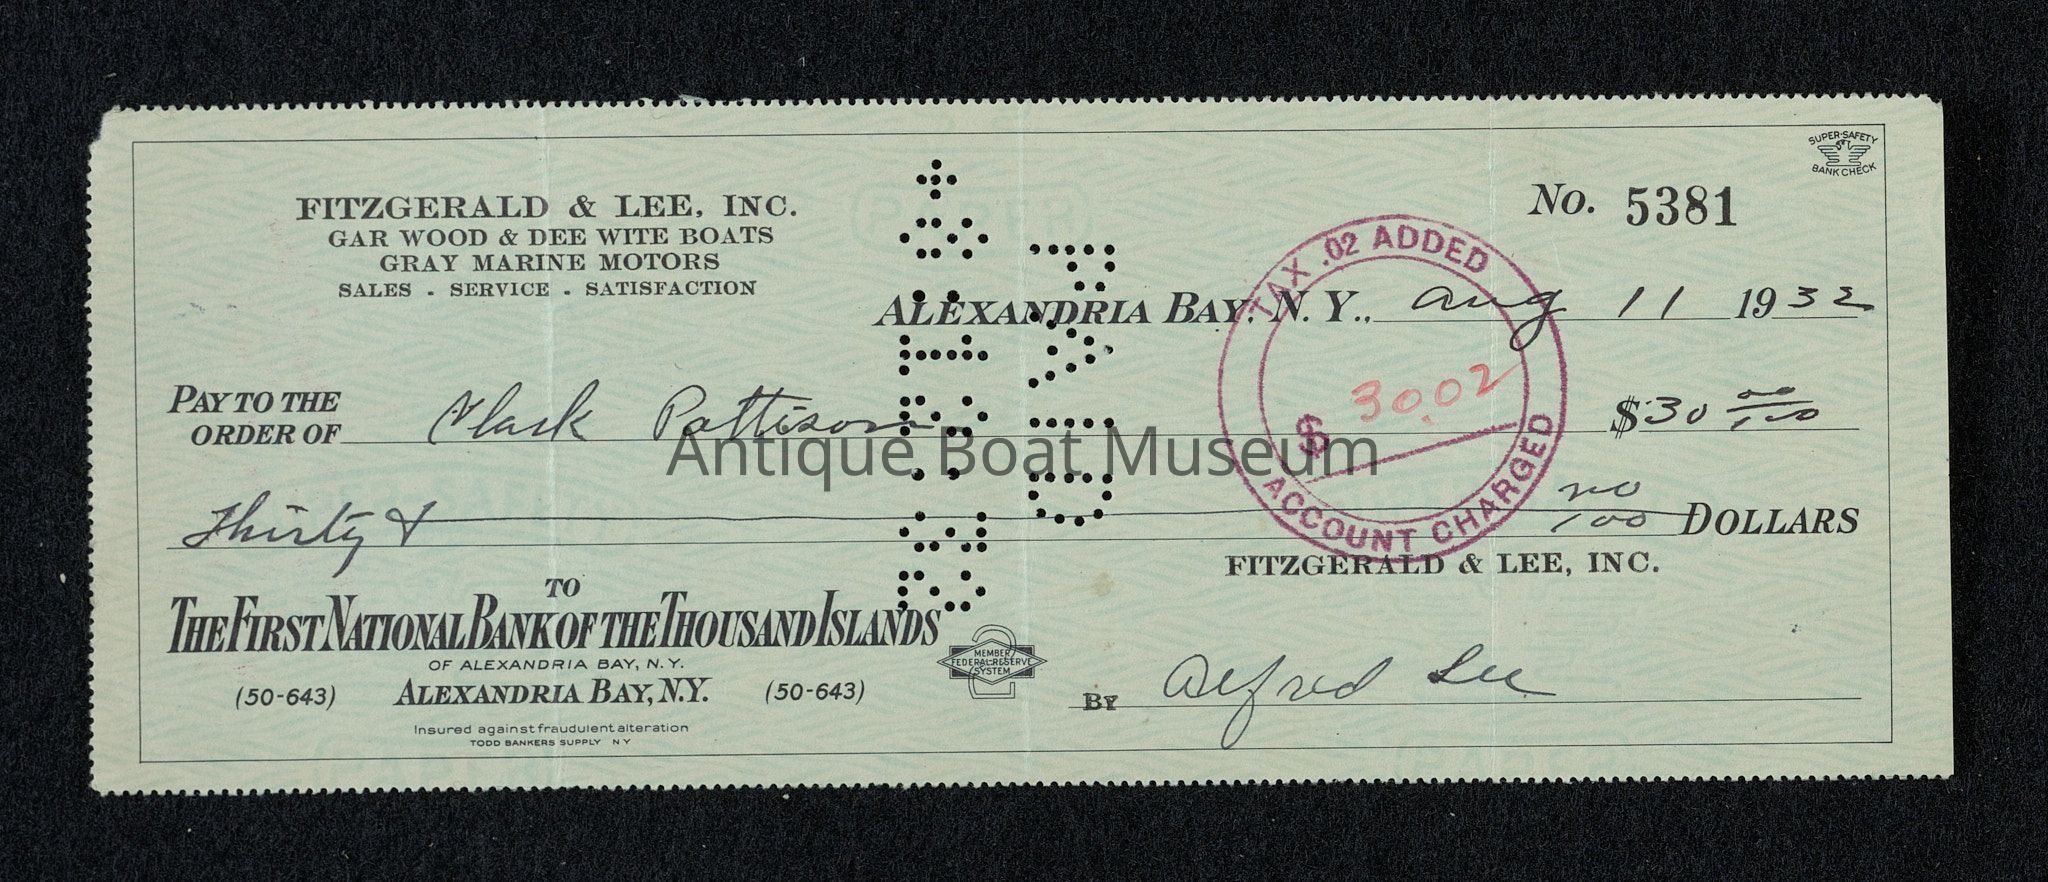 SUPER-SAFETY
BANK CHECK
FITZGERALD & LEE, INC.
GAR WOOD & DEE WITE BOATS
GRAY MARINE MOTORS
SALES - SERVICE - SATISFACTION
No. 5381
TAX .02 ADDED
ALEXANDRIA BAY, N. Y., Aug 11 1932
30.02
$
ACCOUNT CHARGED
PAY TO THE
ORDER OF Clark Pattison $30 00/100
Antique Boat Museum
Thirty & no/100 DOLLARS
FITZGERALD & LEE, INC.
TO
THE FIRST NATIONAL BANK OF THE THOUSAND ISLANDS
OF ALEXANDRIA BAY, N. Y.
(50-643) ALEXANDRIA BAY, N.Y. (50-643)
MEMBER
FEDERAL RESERVE
SYSTEM
2
BY Alfred Lee
Insured against fraudulent alteration
TODD BANKERS SUPPLY NY
PAID